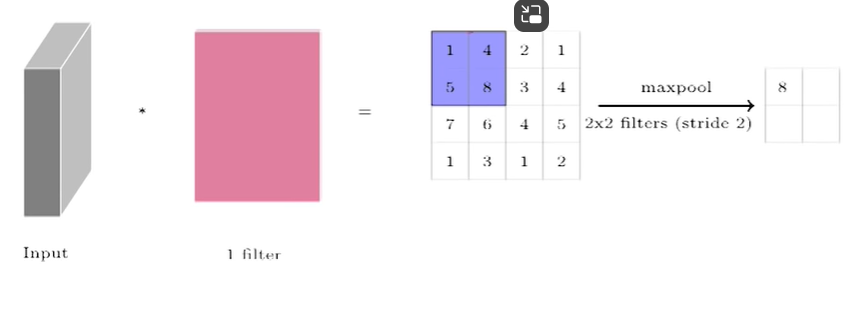 1 4 2 1
5 8 3 4
7 6 4 5
1 3 1 2
*
=
maxpool
2x2 filters (stride 2)
8
Input
1 filter